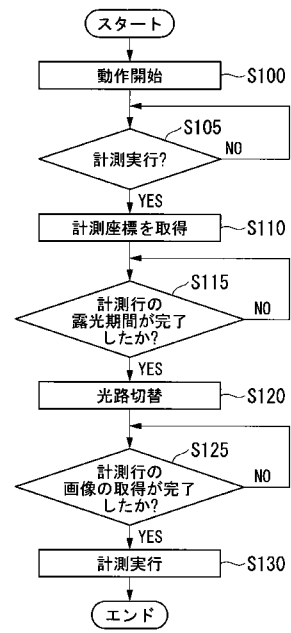 スタート
動作開始
S100
S105
計測実行?
NO
YES
計測座標を取得
S110
S115
計測行の
露光期間が完了
したか?
NO
YES
光路切替
S120
S125
計測行の
画像の取得が完了
したか?
NO
YES
計測実行
S130
エンド